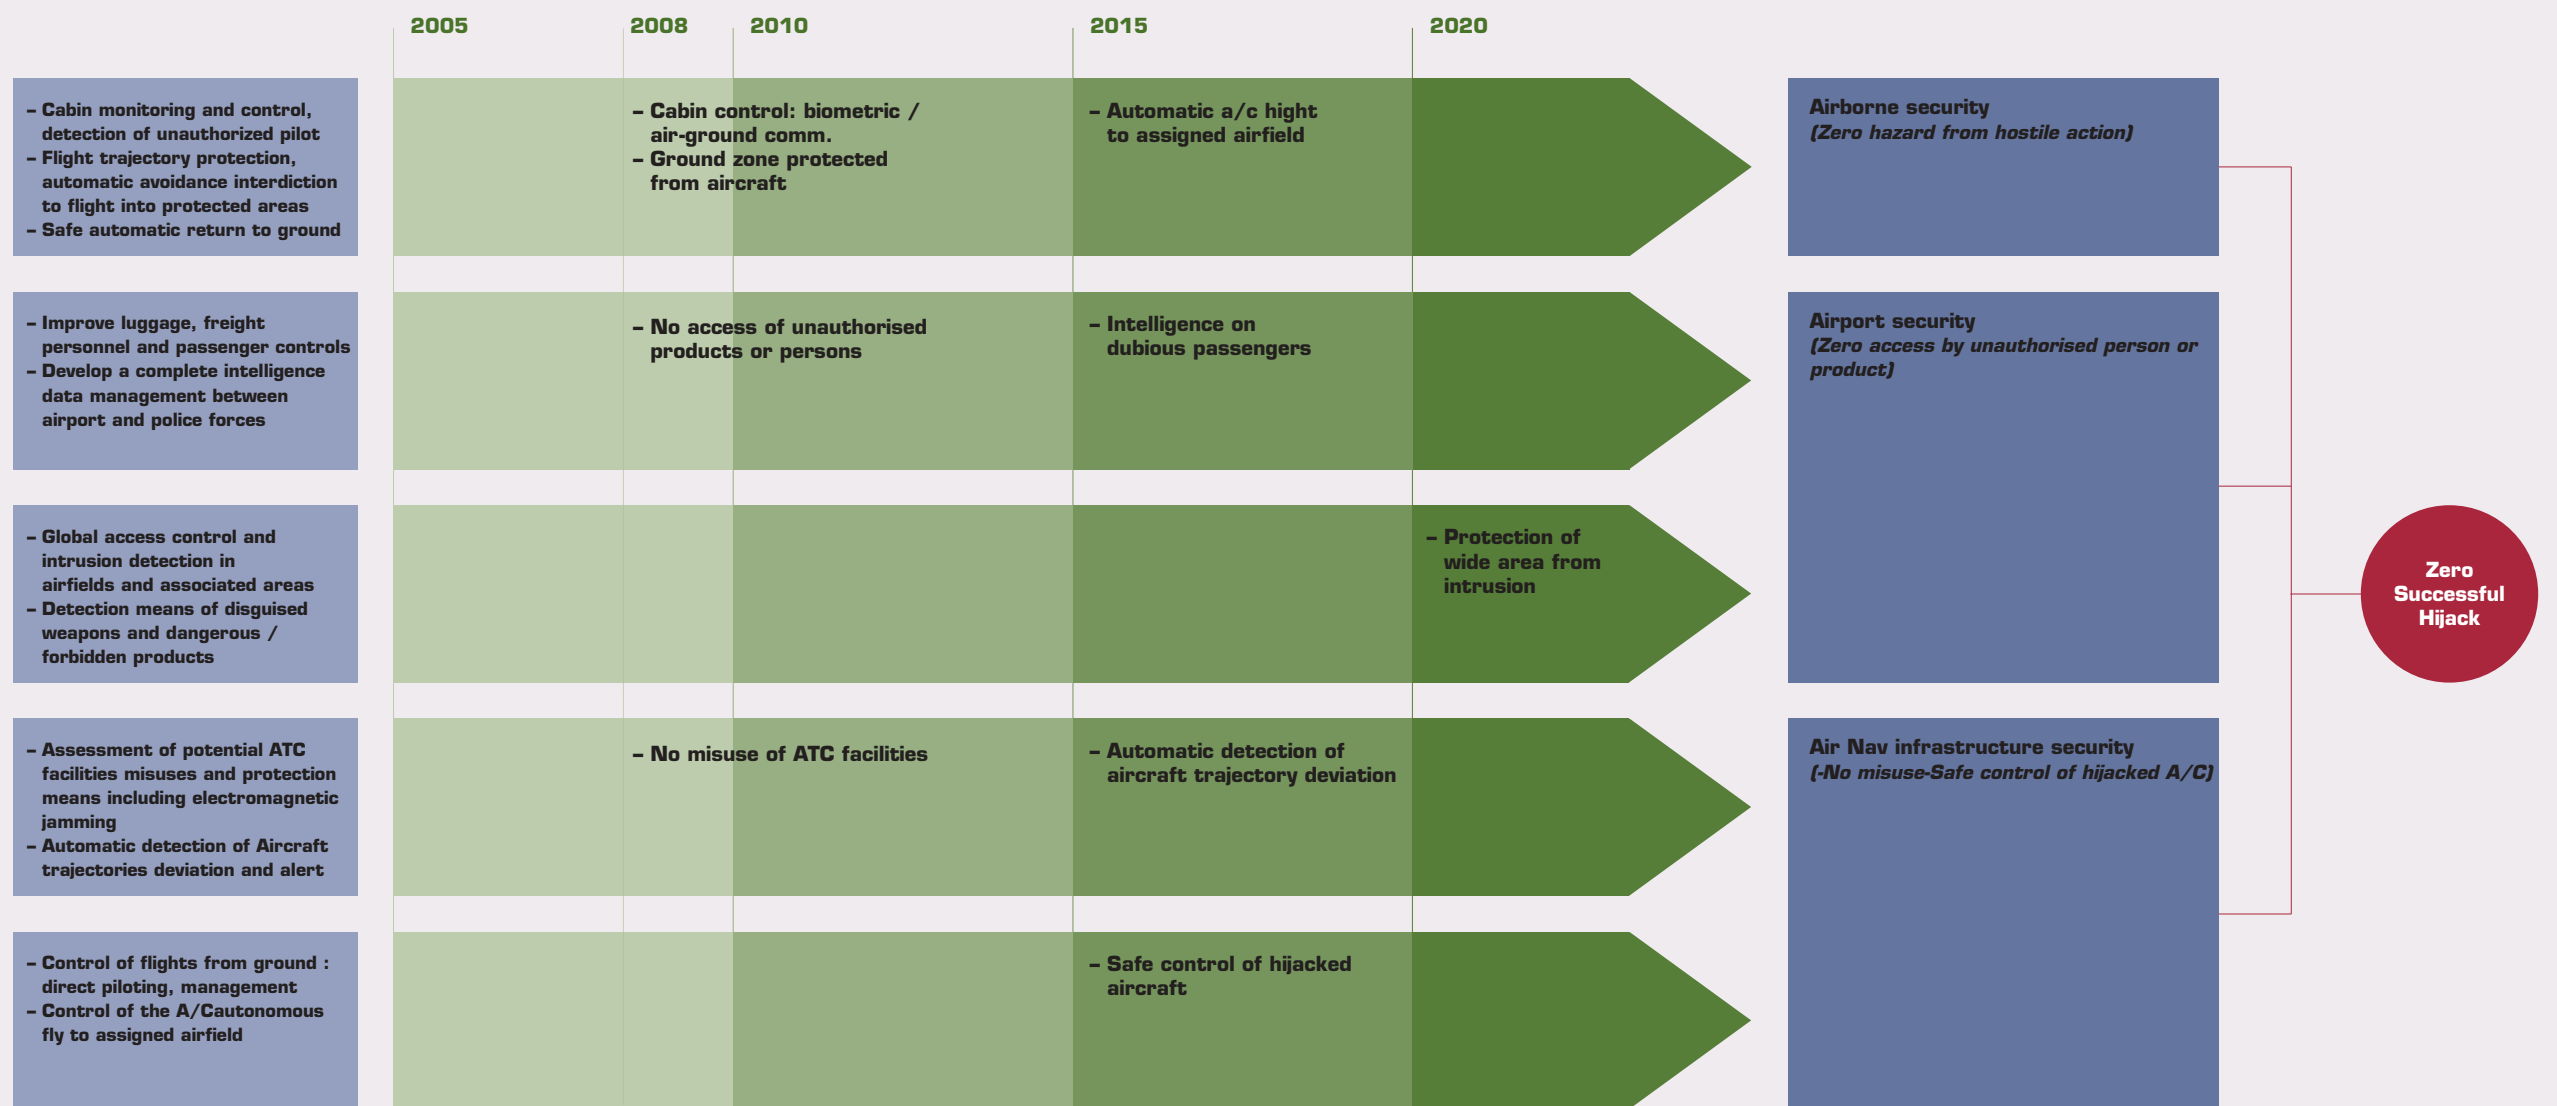 2005
2008
2010
2015
2020
– Cabin monitoring and control,
detection of unauthorized pilot
– Flight trajectory protection,
automatic avoidance interdiction
to flight into protected areas
– Safe automatic return to ground
– Cabin control: biometric /
air-ground comm.
– Ground zone protected
from aircraft
– Automatic a/c hight
to assigned airfield
Airborne security
(Zero hazard from hostile action)
– Improve luggage, freight
personnel and passenger controls
– Develop a complete intelligence
data management between
airport and police forces
– No access of unauthorised
products or persons
– Intelligence on
dubious passengers
Airport security
(Zero access by unauthorised person or
product)
– Global access control and
intrusion detection in
airfields and associated areas
– Detection means of disguised
weapons and dangerous /
forbidden products
– Protection of
wide area from
intrusion
Zero
Successful
Hijack
– Assessment of potential ATC
facilities misuses and protection
means including electromagnetic
jamming
– Automatic detection of Aircraft
trajectories deviation and alert
– No misuse of ATC facilities
– Automatic detection of
aircraft trajectory deviation
Air Nav infrastructure security
(-No misuse-Safe control of hijacked A/C)
– Control of flights from ground :
direct piloting, management
– Control of the A/Cautonomous
fly to assigned airfield
– Safe control of hijacked
aircraft